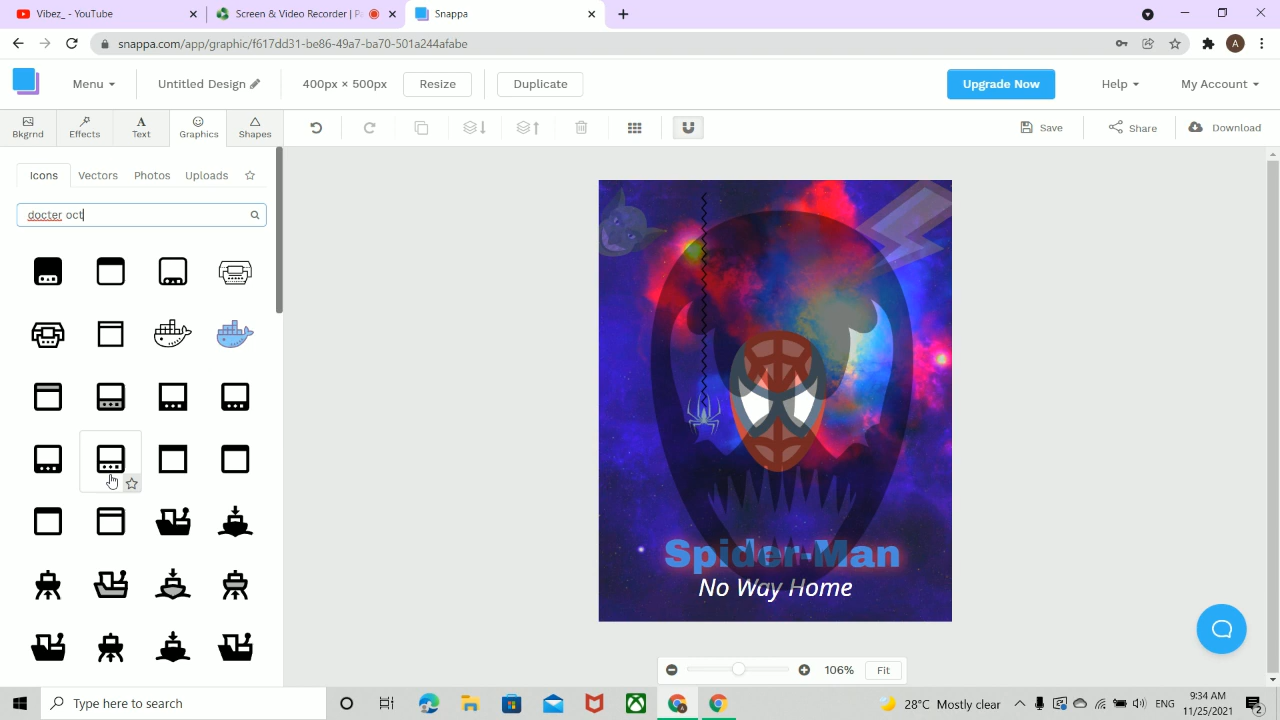 Vibez_ - YouTube
Screen & Video Recorder | P
Snappa
snappa.com/app/graphic/f617dd31-be86-49a7-ba70-501a244afabe
A
Menu
Untitled Design
400px × 500px
Resize
Duplicate
Upgrade Now
Help
My Account
Bkgrnd
Effects
Text
Graphics
Shapes
Save
Share
Download
Icons
Vectors
Photos
Uploads
docter oct
Spider-Man
No Way Home
106%
Fit
Type here to search
28°C Mostly clear
ENG
9:34 AM
11/25/2021
2